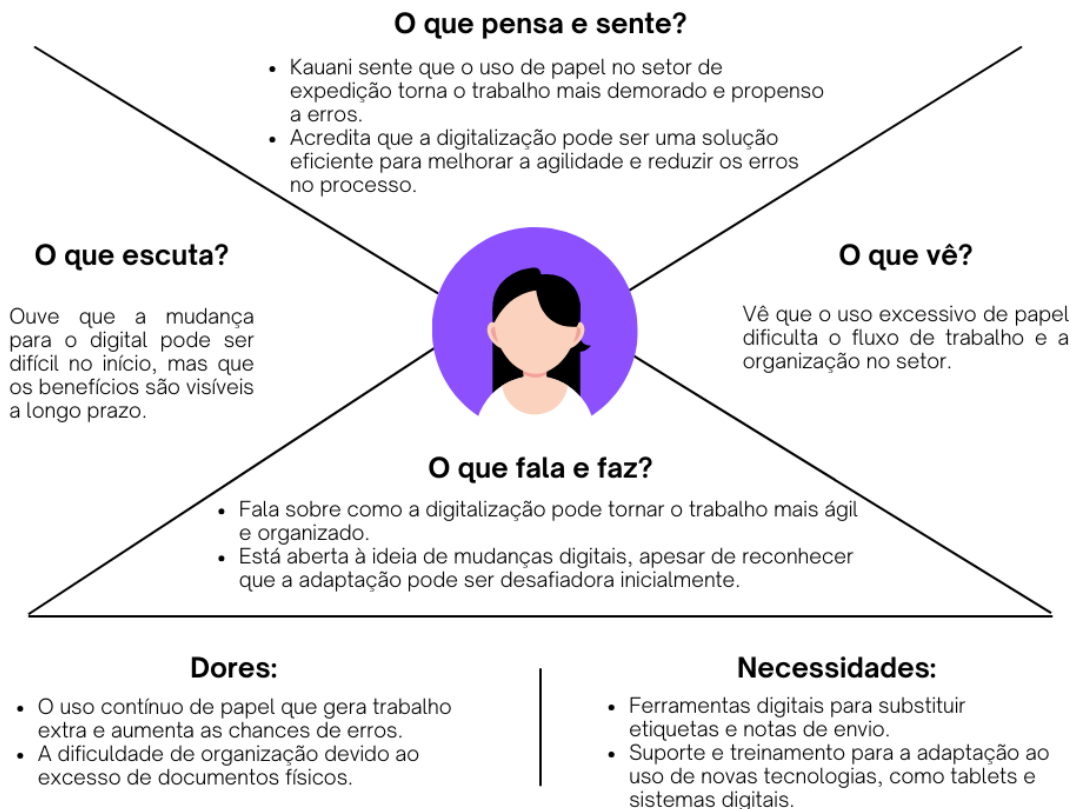 O que pensa e sente?
• Kauani sente que o uso de papel no setor de
expedição torna o trabalho mais demorado e propenso
a erros.
• Acredita que a digitalização pode ser uma solução
eficiente para melhorar a agilidade e reduzir os erros
no processo.
O que escuta?
Ouve que a mudança
para o digital pode ser
difícil no início, mas que
os benefícios são visíveis
a longo prazo.
O que vê?
Vê que o uso excessivo de papel
dificulta o fluxo de trabalho e a
organização no setor.
O que fala e faz?
• Fala sobre como a digitalização pode tornar o trabalho mais ágil
e organizado.
• Está aberta à ideia de mudanças digitais, apesar de reconhecer
que a adaptação pode ser desafiadora inicialmente.
Dores:
• O uso contínuo de papel que gera trabalho
extra e aumenta as chances de erros.
• A dificuldade de organização devido ao
excesso de documentos físicos.
Necessidades:
• Ferramentas digitais para substituir
etiquetas e notas de envio.
• Suporte e treinamento para a adaptação ao
uso de novas tecnologias, como tablets e
sistemas digitais.